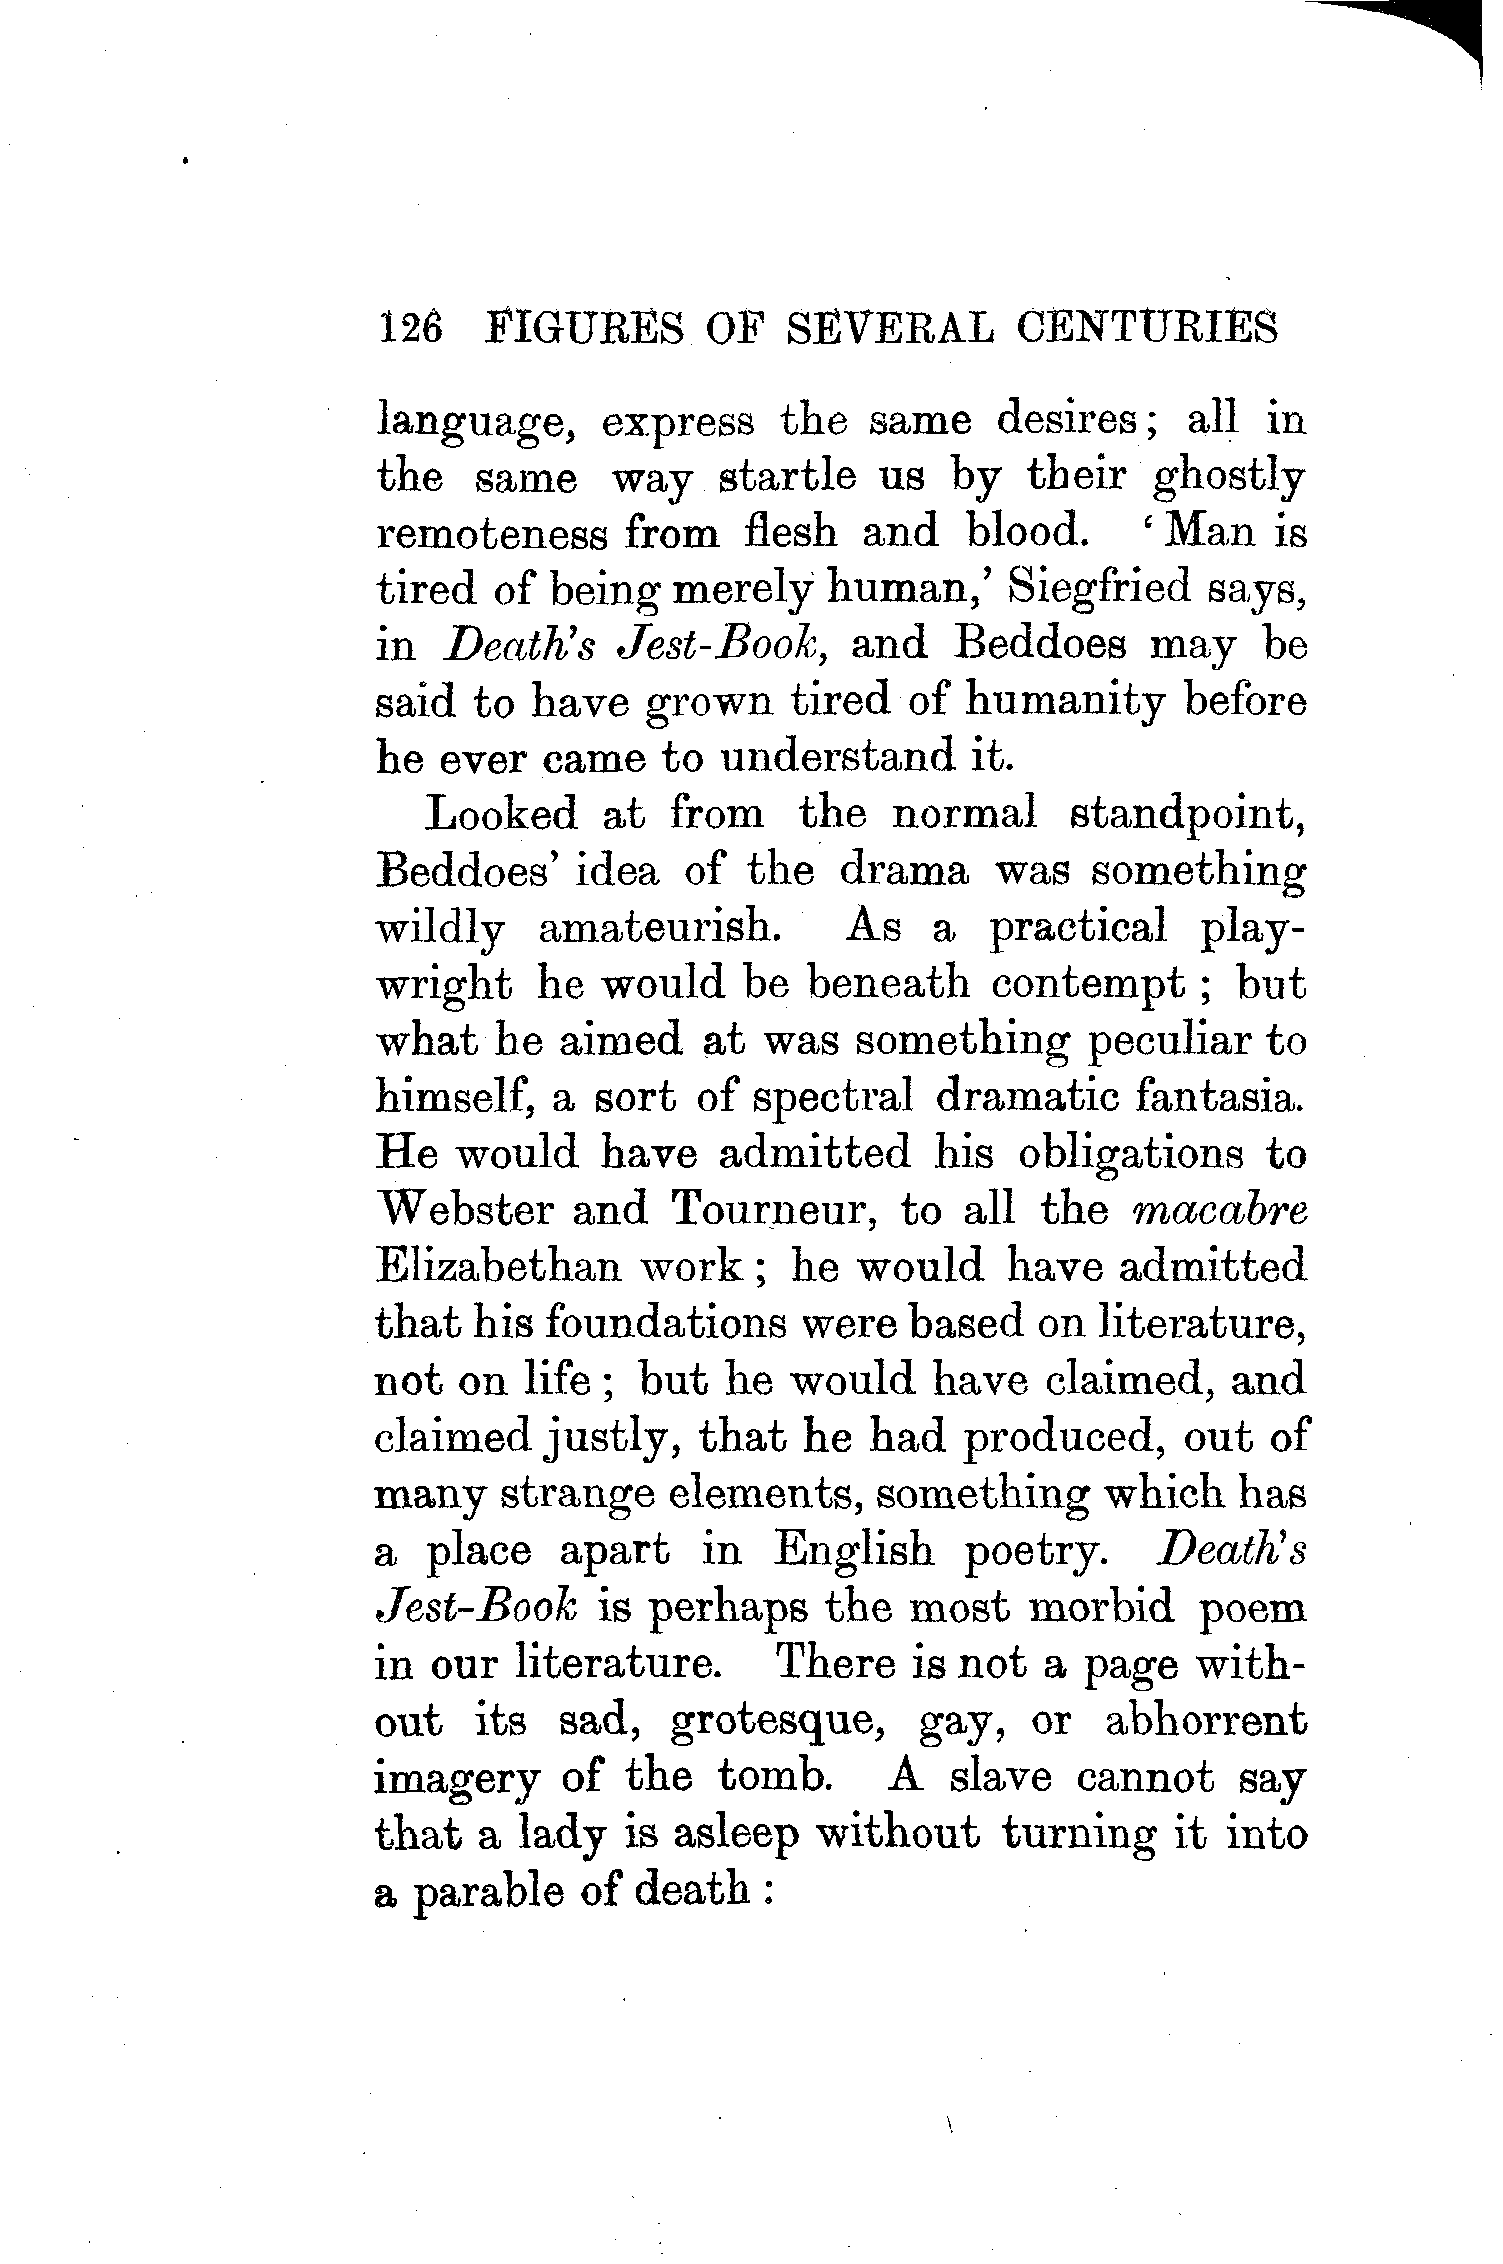 126 FIGURES OF SEVERAL CENTURIES
language, express the same desires; all in
the same way startle us by their ghostly
remoteness from flesh and blood. ‘Man is
tired of being merely human,’ Siegfried says,
in Death's Jest-Book, and Beddoes may be
said to have grown tired of humanity before
he ever came to understand it.
Looked at from the normal standpoint,
Beddoes’ idea of the drama was something
wildly amateurish. As a practical play-
wright he would be beneath contempt; but
what he aimed at was something peculiar to
himself, a sort of spectral dramatic fantasia.
He would have admitted his obligations to
Webster and Tourneur, to all the macabre
Elizabethan work; he would have admitted
that his foundations were based on literature,
not on life; but he would have claimed, and
claimed justly, that he had produced, out of
many strange elements, something which has
a place apart in English poetry. Death's
Jest-Book is perhaps the most morbid poem
in our literature. There is not a page with-
out its sad, grotesque, gay, or abhorrent
imagery of the tomb. A slave cannot say
that a lady is asleep without turning it into
a parable of death: